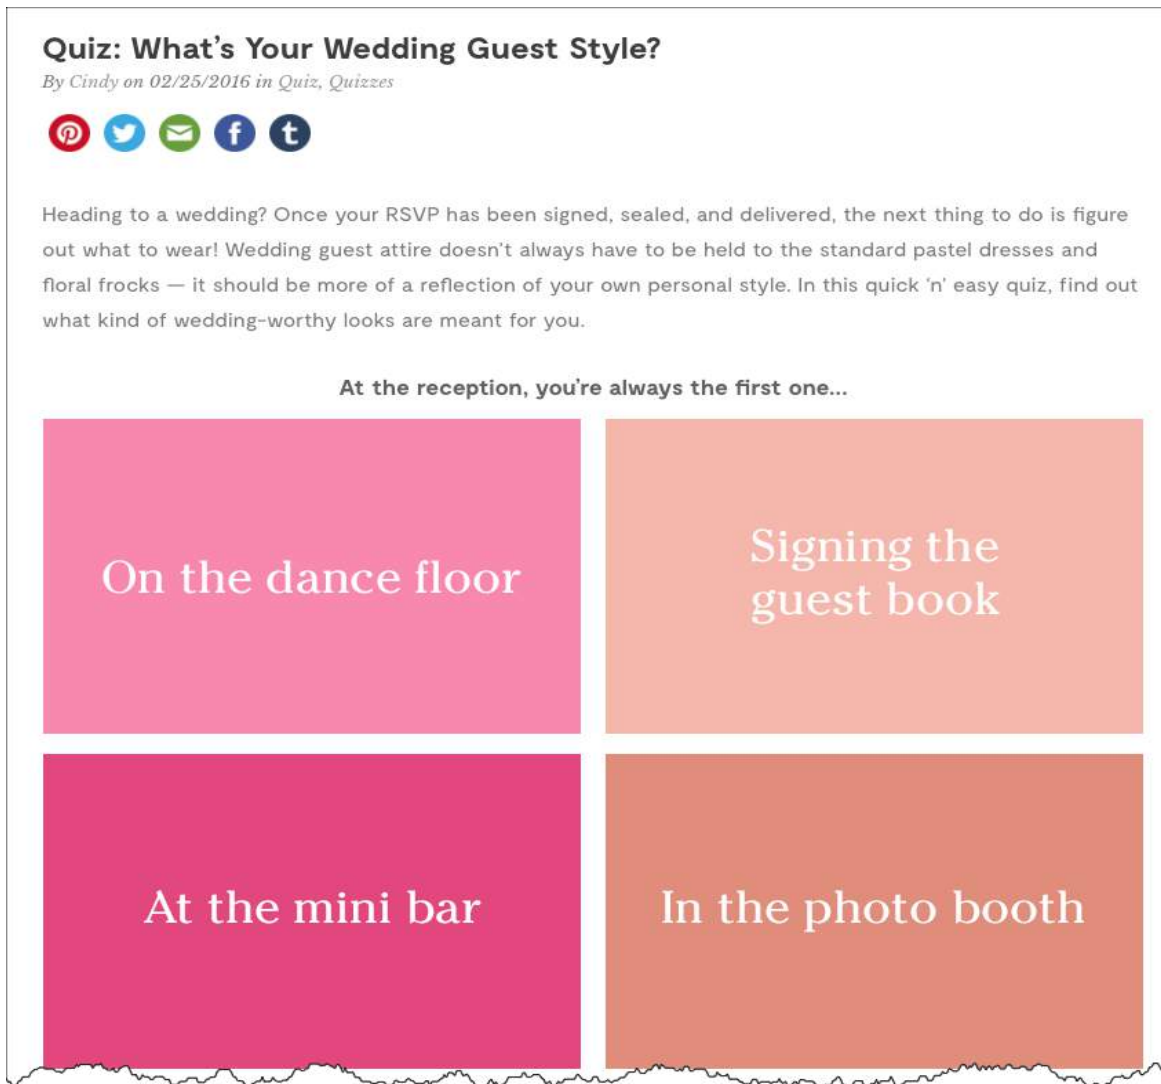 Quiz: What’s Your Wedding Guest Style?
By Cindy on 02/25/2016 in Quiz, Quizzes
Heading to a wedding? Once your RSVP has been signed, sealed, and delivered, the next thing to do is figure
out what to wear! Wedding guest attire doesn’t always have to be held to the standard pastel dresses and
floral frocks — it should be more of a reflection of your own personal style. In this quick ‘n’ easy quiz, find out
what kind of wedding-worthy looks are meant for you.
At the reception, you’re always the first one...
On the dance floor
Signing the
guest book
At the mini bar
In the photo booth